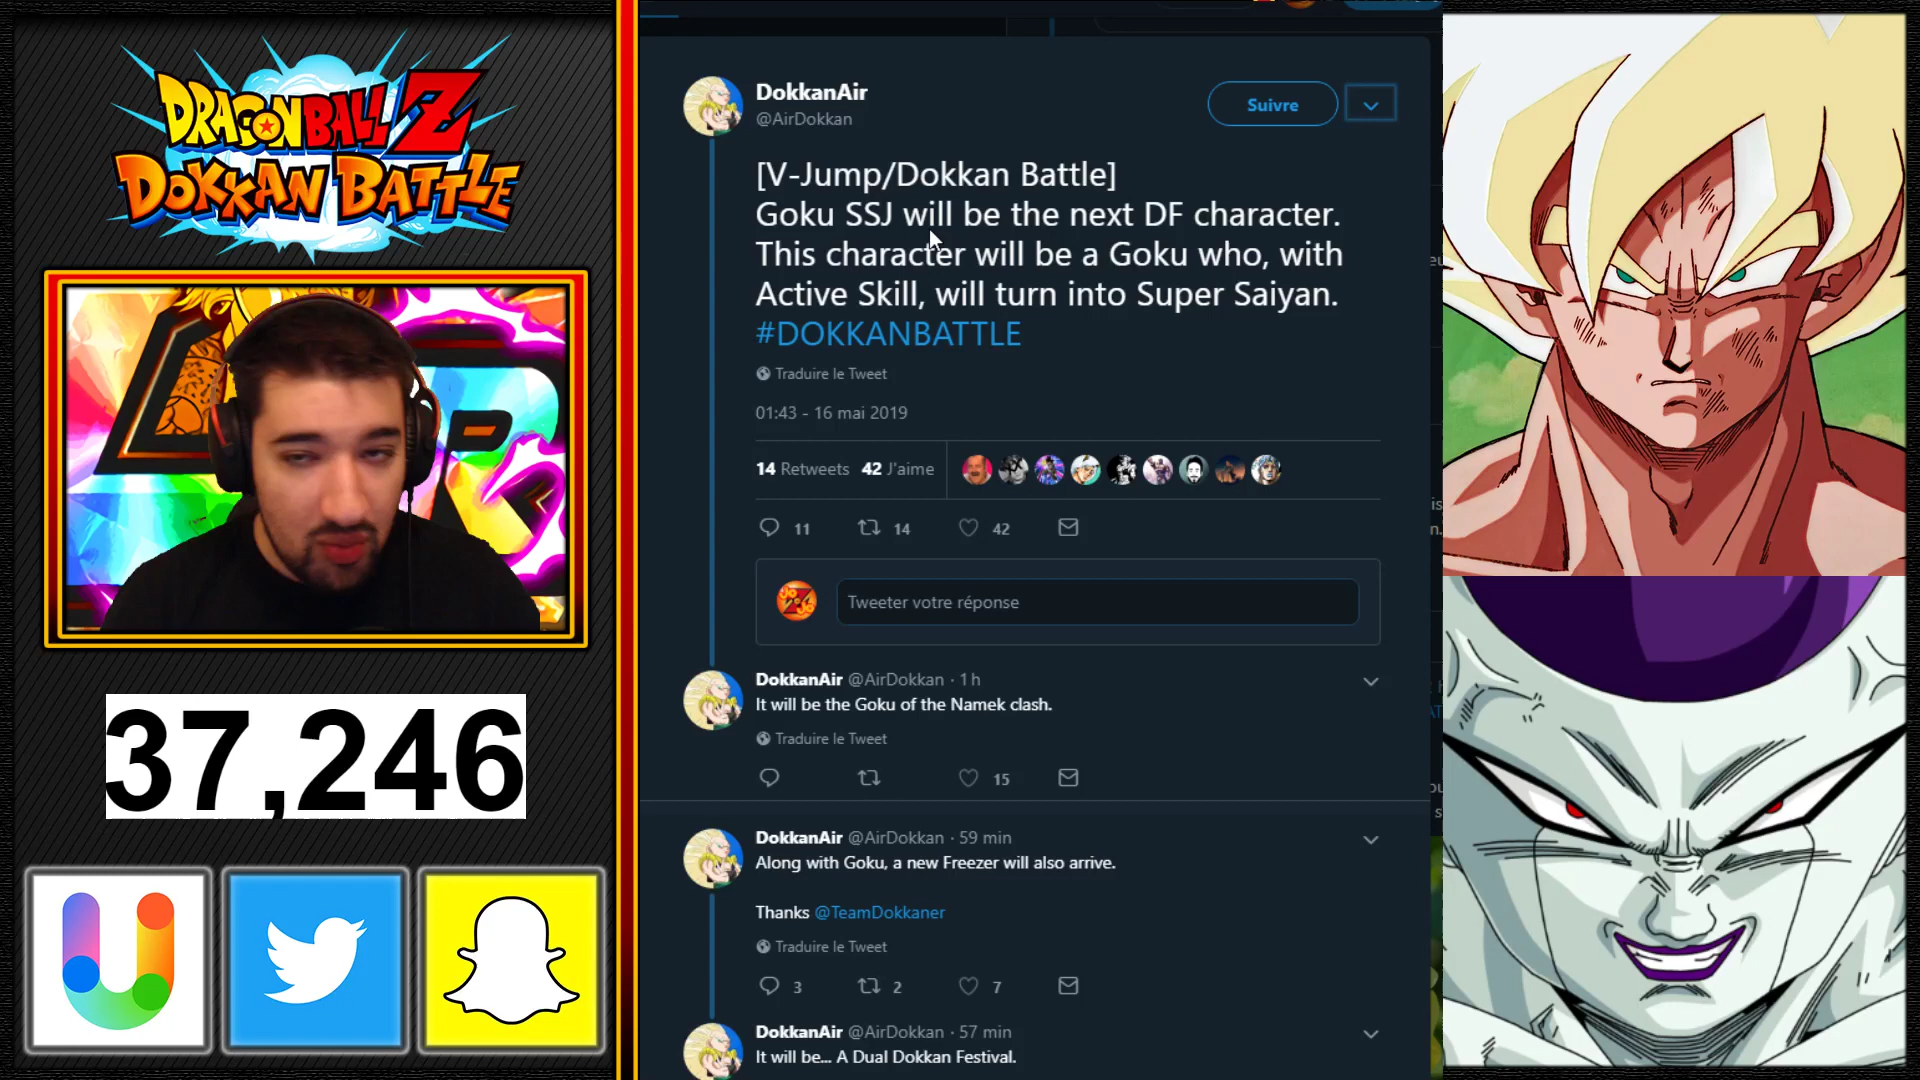 DRAGONBALL Z
DOKKAN BATTLE
37,246
DokkanAir
@AirDokkan
Suivre
[V-Jump/Dokkan Battle]
Goku SSJ will be the next DF character.
This character will be a Goku who, with
Active Skill, will turn into Super Saiyan.
#DOKKANBATTLE
Traduire le Tweet
01:43 - 16 mai 2019
14 Retweets 42 J'aime
11 14 42
Tweeter votre réponse
DokkanAir @AirDokkan · 1 h
It will be the Goku of the Namek clash.
Traduire le Tweet
15
DokkanAir @AirDokkan · 59 min
Along with Goku, a new Freezer will also arrive.
Thanks @TeamDokkaner
Traduire le Tweet
3 2 7
DokkanAir @AirDokkan · 57 min
It will be... A Dual Dokkan Festival.